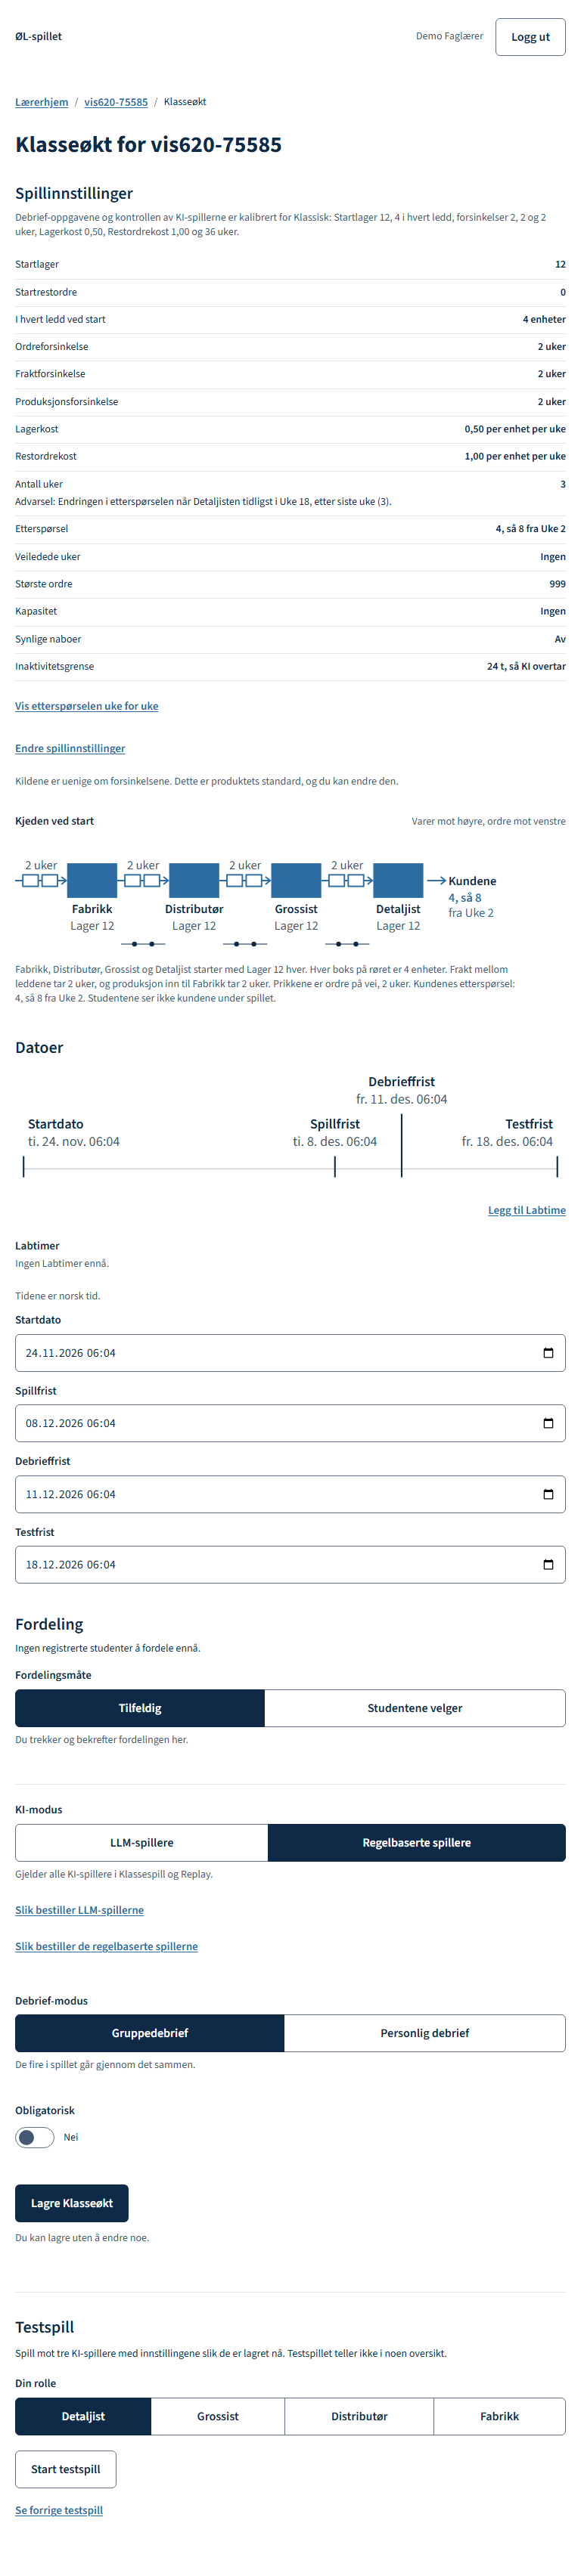 ØL-spillet
Demo Faglærer
Logg ut
Lærerhjem / vis620-75585 / Klasseøkt
Klasseøkt for vis620-75585
Spillinnstillinger
Debrief-oppgavene og kontrollen av KI-spillerne er kalibrert for Klassisk: Startlager 12, 4 i hvert ledd, forsinkelser 2, 2 og 2
uker, Lagerkost 0,50, Restordrekost 1,00 og 36 uker.
Startlager 12
Startrestordre 0
I hvert ledd ved start 4 enheter
Ordreforsinkelse 2 uker
Fraktforsinkelse 2 uker
Produksjonsforsinkelse 2 uker
Lagerkost 0,50 per enhet per uke
Restordrekost 1,00 per enhet per uke
Antall uker 3
Advarsel: Endringen i etterspørselen når Detaljisten tidligst i Uke 18, etter siste uke (3).
Etterspørsel 4, så 8 fra Uke 2
Veiledede uker Ingen
Største ordre 999
Kapasitet Ingen
Synlige naboer Av
Inaktivitetsgrense 24 t, så KI overtar
Vis etterspørselen uke for uke
Endre spillinnstillinger
Kildene er uenige om forsinkelsene. Dette er produktets standard, og du kan endre den.
Kjeden ved start Varer mot høyre, ordre mot venstre
2 uker 2 uker 2 uker 2 uker
Kundene
Fabrikk Distributør Grossist Detaljist 4, så 8
Lager 12 Lager 12 Lager 12 Lager 12 fra Uke 2
Fabrikk, Distributør, Grossist og Detaljist starter med Lager 12 hver. Hver boks på røret er 4 enheter. Frakt mellom
leddene tar 2 uker, og produksjon inn til Fabrikk tar 2 uker. Prikkene er ordre på vei, 2 uker. Kundenes etterspørsel:
4, så 8 fra Uke 2. Studentene ser ikke kundene under spillet.
Datoer
Debrieffrist
fr. 11. des. 06:04
Startdato Spillfrist Testfrist
ti. 24. nov. 06:04 ti. 8. des. 06:04 fr. 18. des. 06:04
Legg til Labtime
Labtimer
Ingen Labtimer ennå.
Tidene er norsk tid.
Startdato
24.11.2026 06:04
Spillfrist
08.12.2026 06:04
Debrieffrist
11.12.2026 06:04
Testfrist
18.12.2026 06:04
Fordeling
Ingen registrerte studenter å fordele ennå.
Fordelingsmåte
Tilfeldig Studentene velger
Du trekker og bekrefter fordelingen her.
KI-modus
LLM-spillere Regelbaserte spillere
Gjelder alle KI-spillere i Klassespill og Replay.
Slik bestiller LLM-spillerne
Slik bestiller de regelbaserte spillerne
Debrief-modus
Gruppedebrief Personlig debrief
De fire i spillet går gjennom det sammen.
Obligatorisk
Nei
Lagre Klasseøkt
Du kan lagre uten å endre noe.
Testspill
Spill mot tre KI-spillere med innstillingene slik de er lagret nå. Testspillet teller ikke i noen oversikt.
Din rolle
Detaljist Grossist Distributør Fabrikk
Start testspill
Se forrige testspill